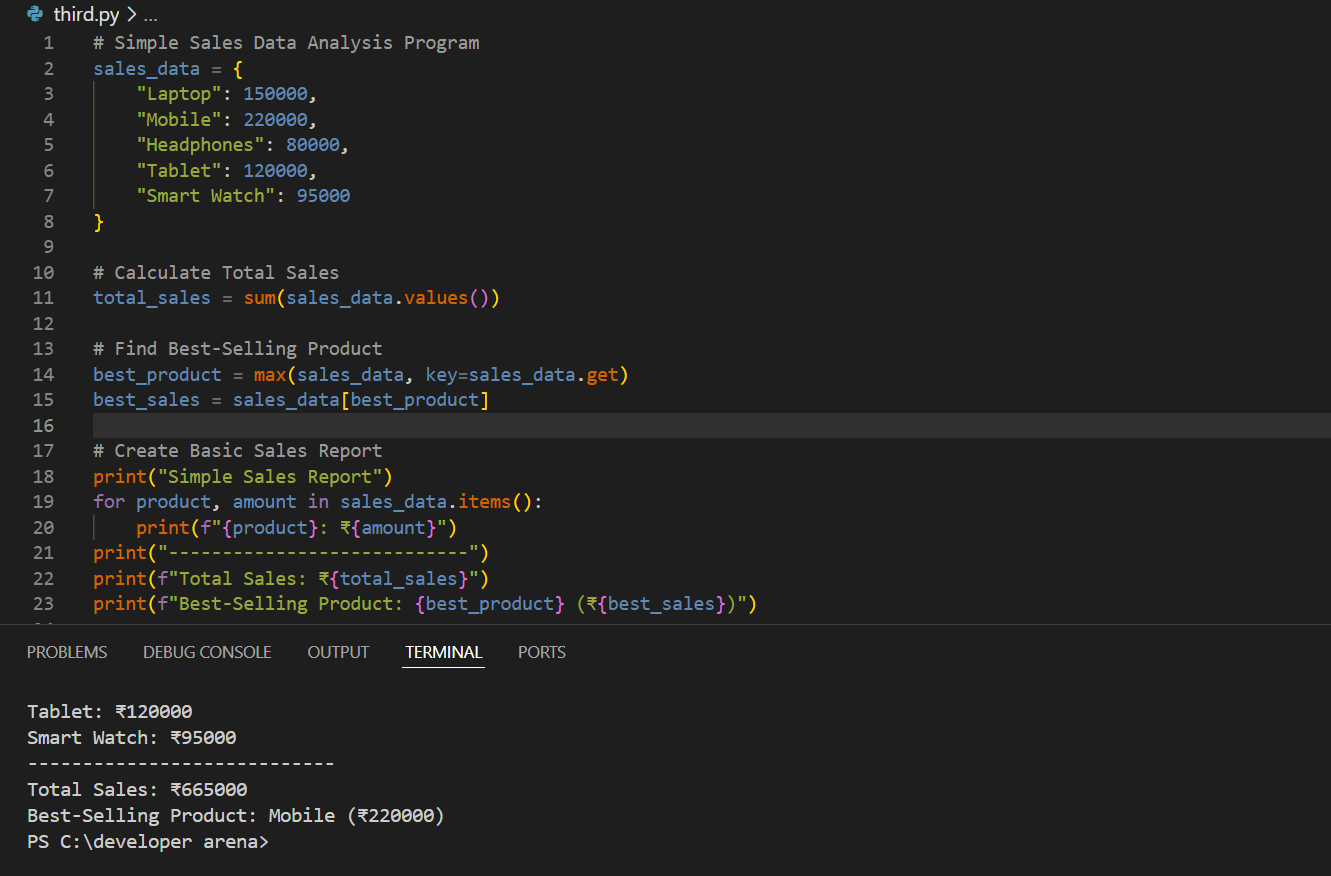 third.py > ...
1 # Simple Sales Data Analysis Program
2 sales_data = {
3     "Laptop": 150000,
4     "Mobile": 220000,
5     "Headphones": 80000,
6     "Tablet": 120000,
7     "Smart Watch": 95000
8 }
9
10 # Calculate Total Sales
11 total_sales = sum(sales_data.values())
12
13 # Find Best-Selling Product
14 best_product = max(sales_data, key=sales_data.get)
15 best_sales = sales_data[best_product]
16
17 # Create Basic Sales Report
18 print("Simple Sales Report")
19 for product, amount in sales_data.items():
20     print(f"{product}: ₹{amount}")
21 print("----------------------------")
22 print(f"Total Sales: ₹{total_sales}")
23 print(f"Best-Selling Product: {best_product} (₹{best_sales})")
PROBLEMS DEBUG CONSOLE OUTPUT TERMINAL PORTS
Tablet: ₹120000
Smart Watch: ₹95000
----------------------------
Total Sales: ₹665000
Best-Selling Product: Mobile (₹220000)
PS C:\developer arena>